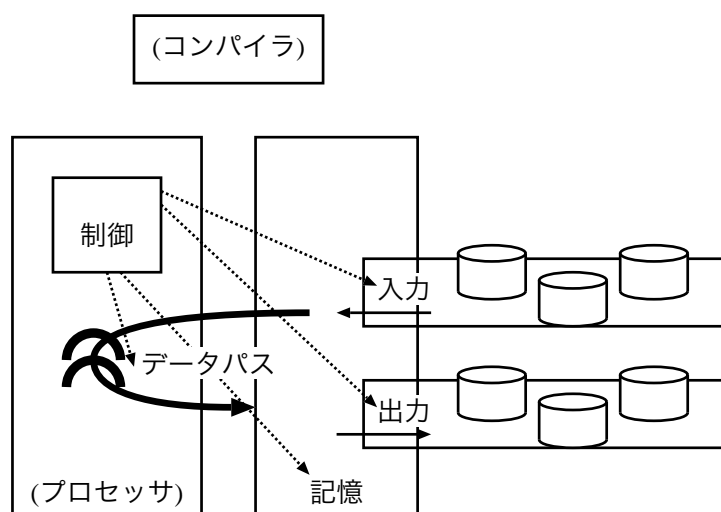 (コンパイラ)
制御
入力
データパス
出力
(プロセッサ)
記憶